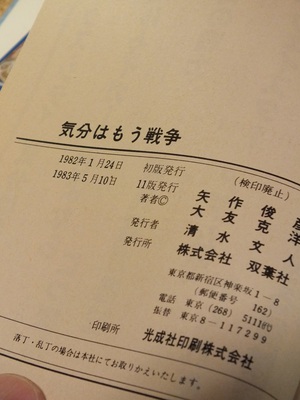 気分はもう戦争
1982年1月24日 初版発行 (検印廃止)
1983年5月10日 11版発行
著者© 矢作俊彦
大友克洋
発行者 清水文人
発行所 株式会社 双葉社
東京都新宿区神楽坂1-8
(郵便番号 162)
電話 東京 (268) 5111㈹
振替 東京8-117299
印刷所 光成社印刷株式会社
落丁・乱丁の場合は本社にてお取りかえいたします。